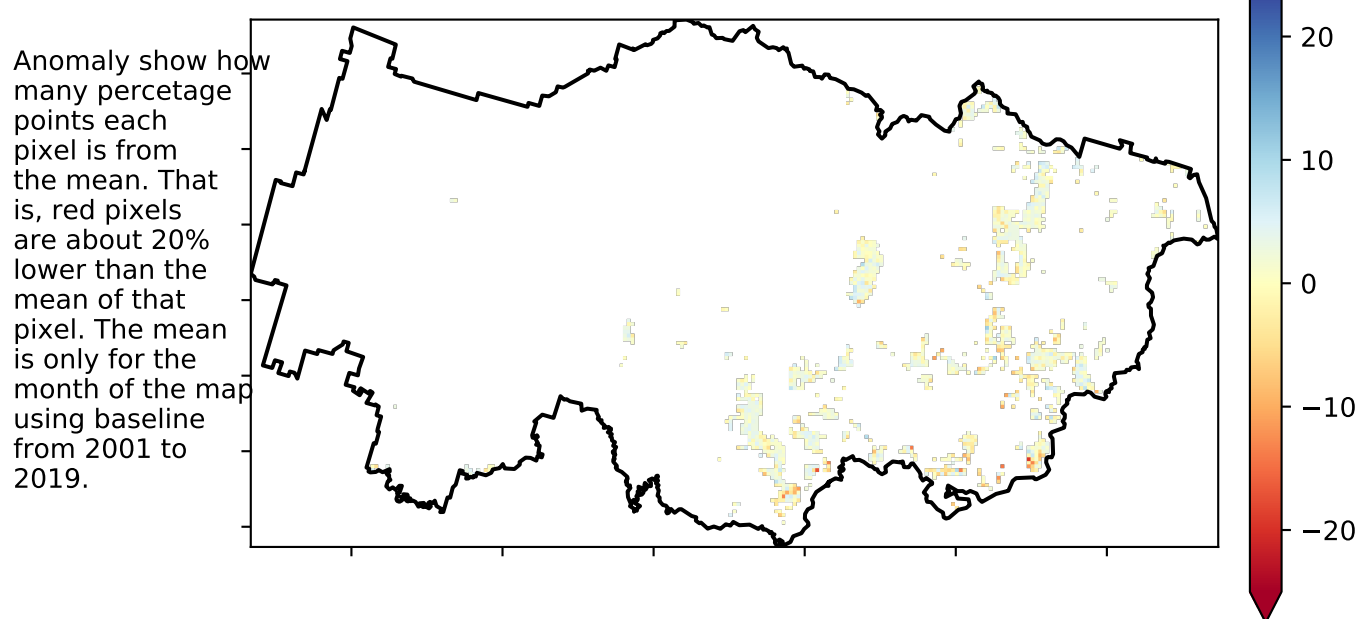 Anomaly show how
many percetage
points each
pixel is from
the mean. That
is, red pixels
are about 20%
lower than the
mean of that
pixel. The mean
is only for the
month of the map
using baseline
from 2001 to
2019.
20
10
0
−10
−20